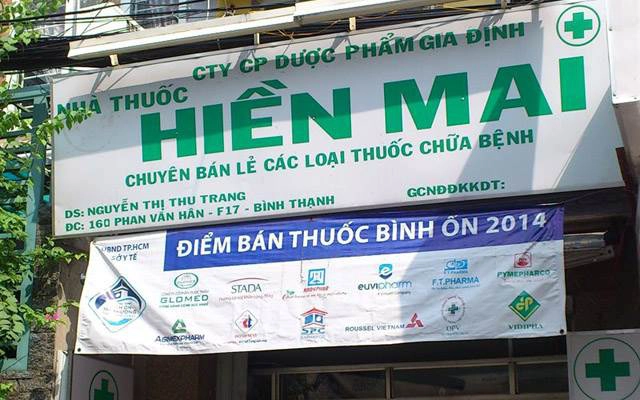 CTY CP DƯỢC PHẨM GIA ĐỊNH
NHÀ THUỐC
HIỀN MAI
CHUYÊN BÁN LẺ CÁC LOẠI THUỐC CHỮA BỆNH
DS: NGUYỄN THỊ THU TRANG
GCNĐĐKKDT:
ĐC: 160 PHAN VĂN HÂN - F17 - BÌNH THẠNH
UBND TP.HCM
SỞ Y TẾ
ĐIỂM BÁN THUỐC BÌNH ỔN 2014
GLOMED
STADA
euvipharm
F.T.PHARMA
PYMEPHARCO
AGIMEXPHARM
SPC
ROUSSEL VIETNAM
OPV
VIDIPHA